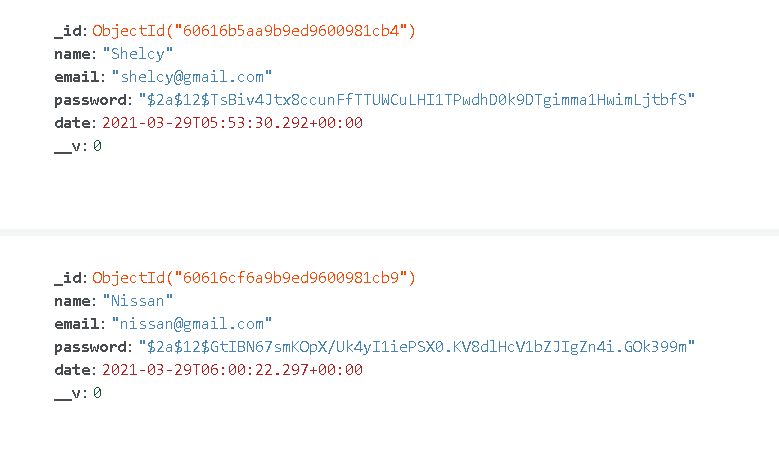 _id: ObjectId("60616b5aa9b9ed9600981cb4")
name: "Shelcy"
email: "shelcy@gmail.com"
password: "$2a$12$TsBiv4Jtx8ccunFfTTUWCuLHI1TPwdhD0k9DTgimma1HwimLjtbfS"
date: 2021-03-29T05:53:30.292+00:00
__v: 0
_id: ObjectId("60616cf6a9b9ed9600981cb9")
name: "Nissan"
email: "nissan@gmail.com"
password: "$2a$12$GtIBN67smKOpX/Uk4yI1iePSX0.KV8dlHcV1bZJIgZn4i.GOk399m"
date: 2021-03-29T06:00:22.297+00:00
__v: 0